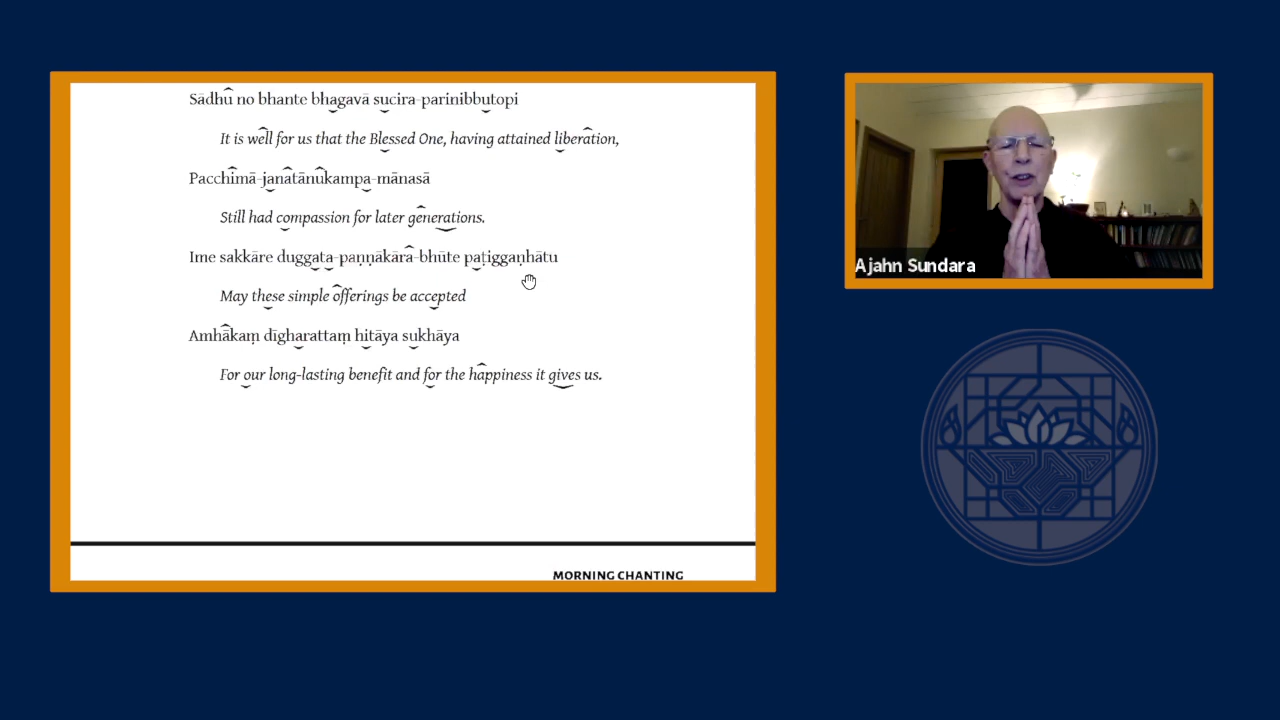 Sādhu no bhante bhagavā sucira-parinibbutopi
It is well for us that the Blessed One, having attained liberation,
Pacchimā-janatānukampa-mānasā
Still had compassion for later generations.
Ime sakkāre duggata-paṇṇākāra-bhūte paṭiggaṇhātu
May these simple offerings be accepted
Amhākaṃ dīgharattaṃ hitāya sukhāya
For our long-lasting benefit and for the happiness it gives us.
MORNING CHANTING
Ajahn Sundara